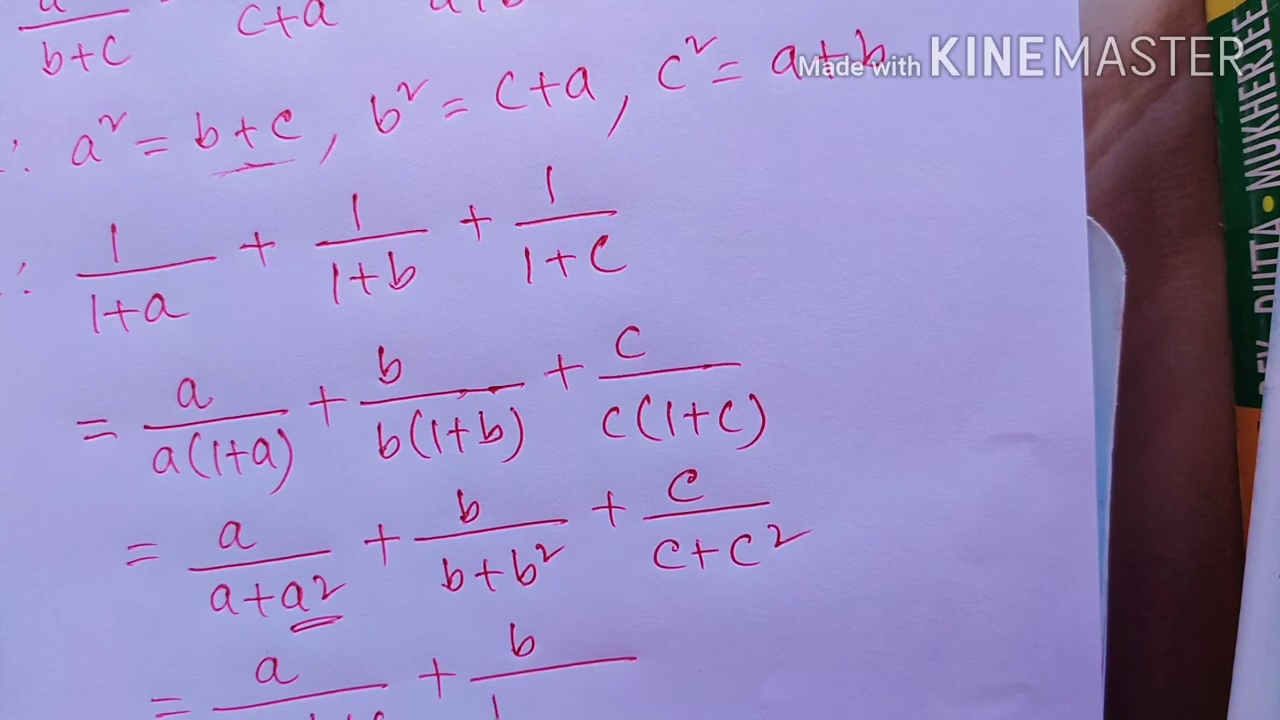 a/(b+c) c+a a+b
∴ a² = b+c, b² = c+a, c² = a+b
Made with KINEMASTER
∴ 1/(1+a) + 1/(1+b) + 1/(1+c)
= a/(a(1+a)) + b/(b(1+b)) + c/(c(1+c))
= a/(a+a²) + b/(b+b²) + c/(c+c²)
= a + b
DUTTA • MUKHERJEE